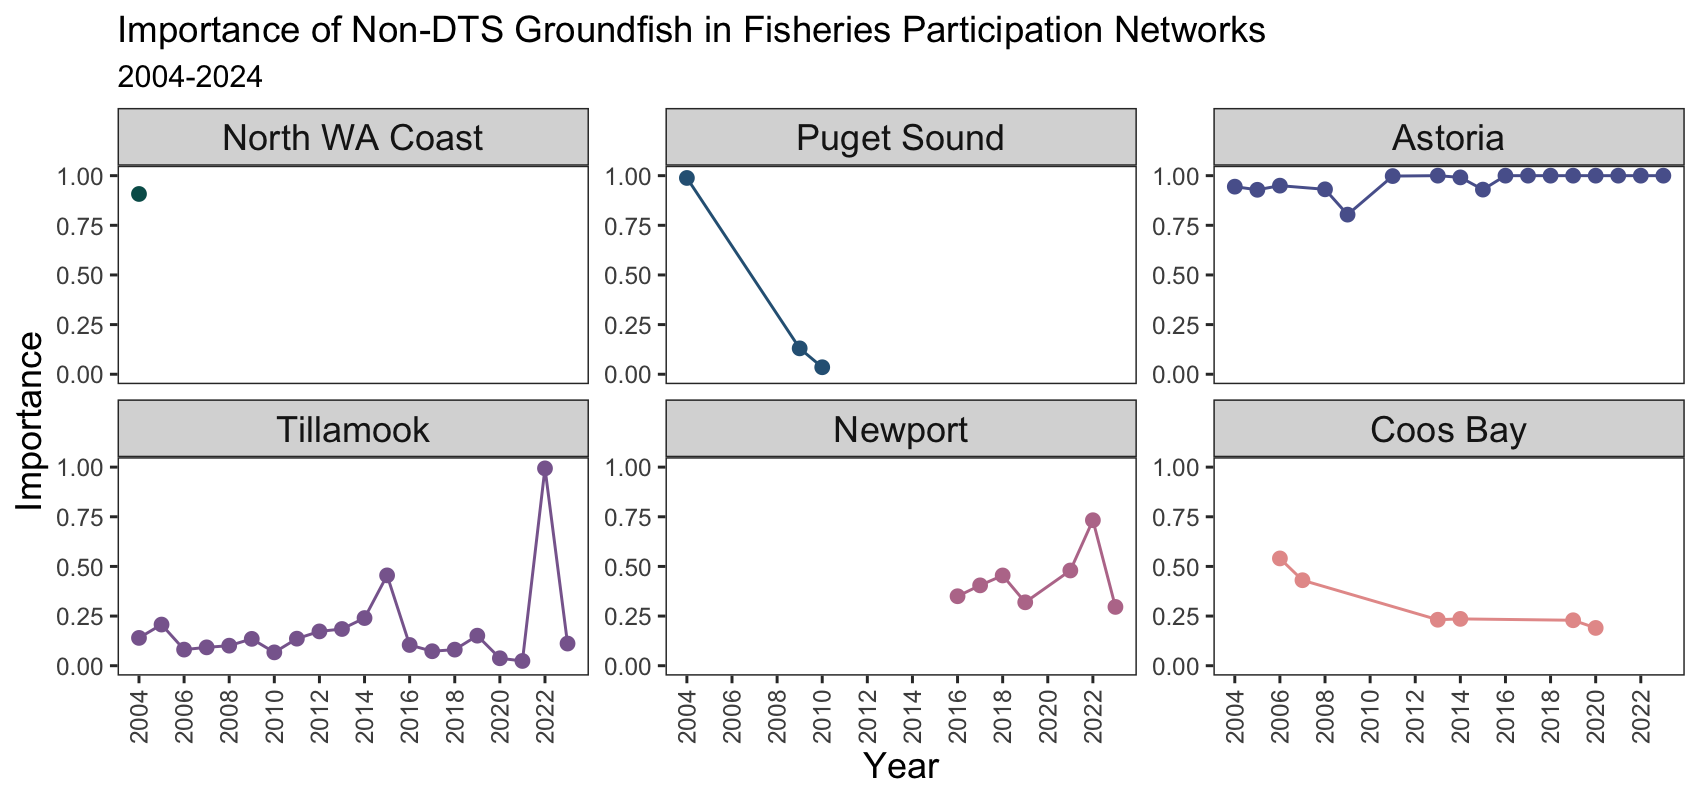 Importance of Non-DTS Groundfish in Fisheries Participation Networks
2004-2024
North WA Coast Puget Sound Astoria
1.00 1.00 1.00
0.75 0.75 0.75
0.50 0.50 0.50
0.25 0.25 0.25
0.00 0.00 0.00
Importance
Tillamook Newport Coos Bay
1.00 1.00 1.00
0.75 0.75 0.75
0.50 0.50 0.50
0.25 0.25 0.25
0.00 0.00 0.00
2004 2006 2008 2010 2012 2014 2016 2018 2020 2022 2004 2006 2008 2010 2012 2014 2016 2018 2020 2022 2004 2006 2008 2010 2012 2014 2016 2018 2020 2022
Year